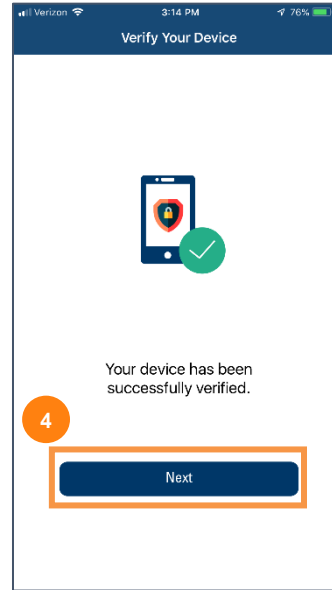 Verizon 3:14 PM 76%
Verify Your Device
Your device has been
successfully verified.
4
Next